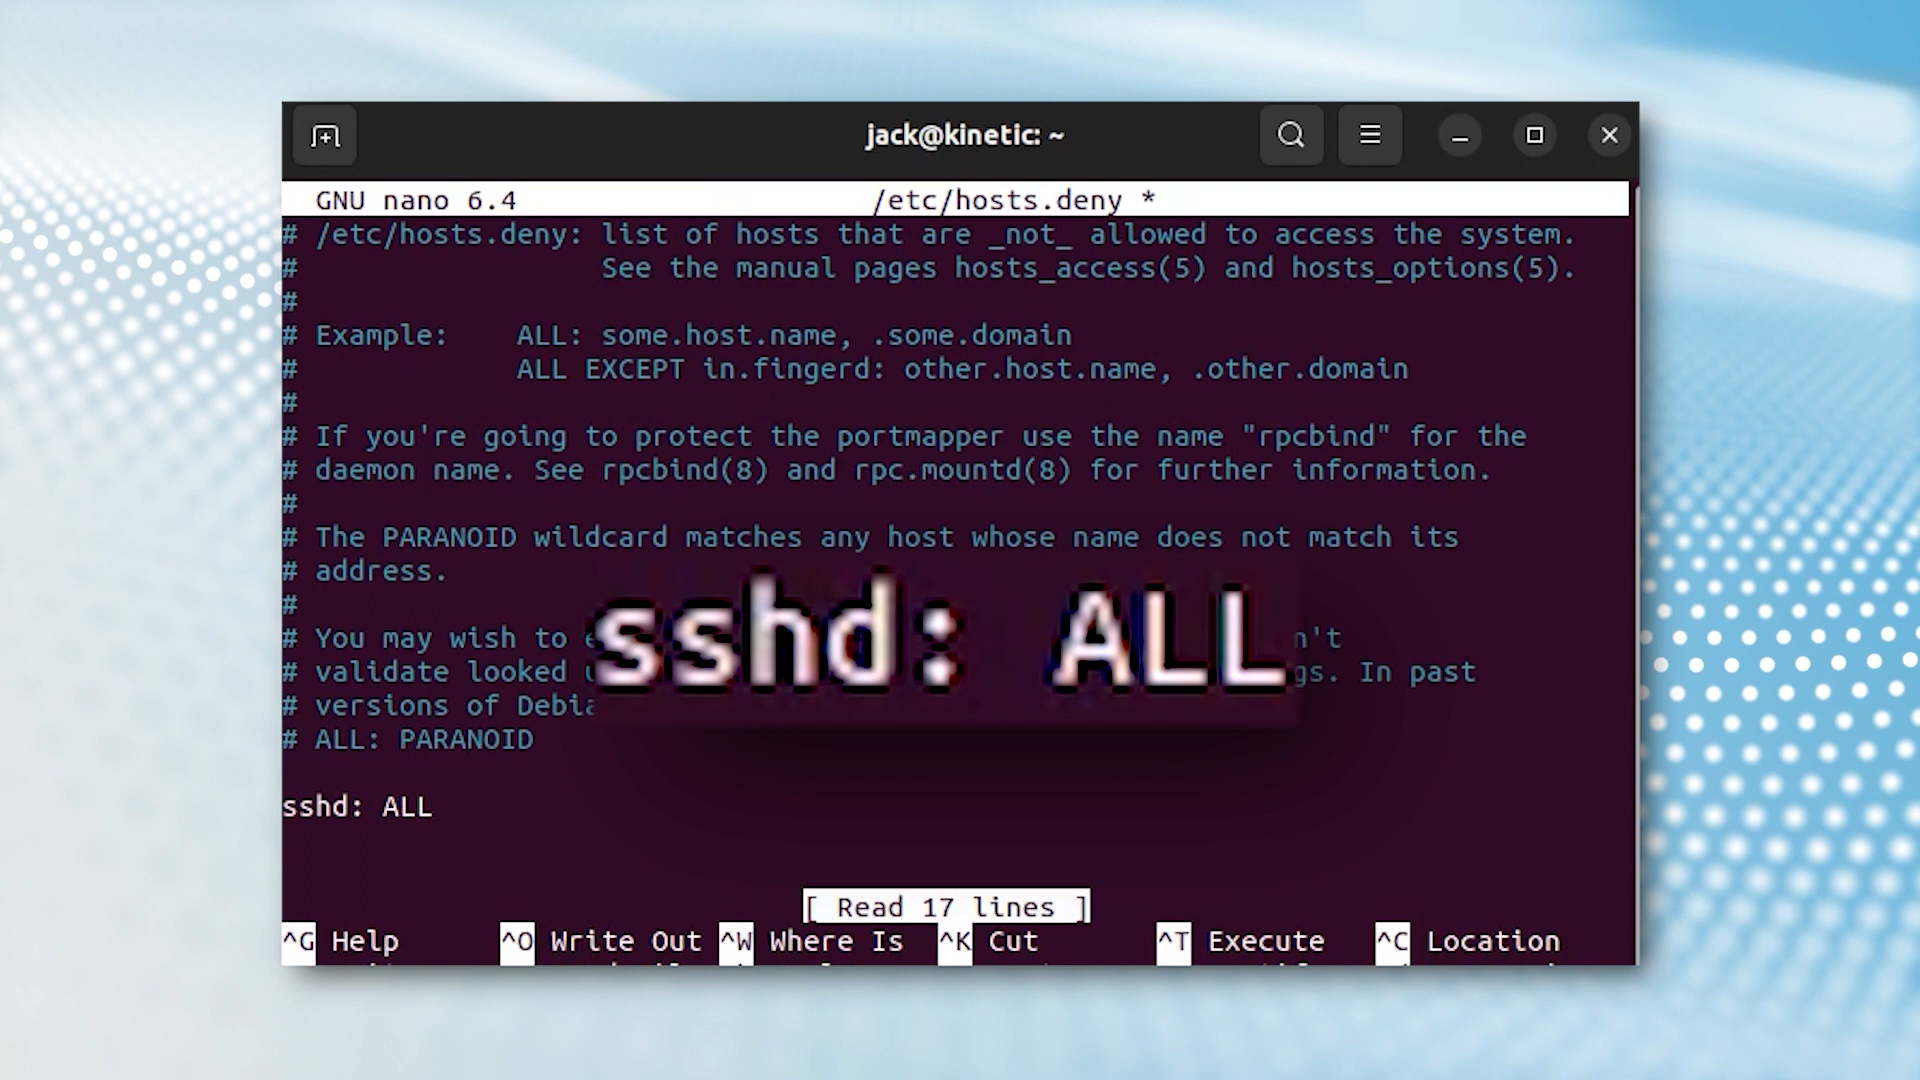 jack@kinetic: ~
GNU nano 6.4 /etc/hosts.deny *
# /etc/hosts.deny: list of hosts that are _not_ allowed to access the system.
# See the manual pages hosts_access(5) and hosts_options(5).
#
# Example: ALL: some.host.name, .some.domain
# ALL EXCEPT in.fingerd: other.host.name, .other.domain
#
# If you're going to protect the portmapper use the name "rpcbind" for the
# daemon name. See rpcbind(8) and rpc.mountd(8) for further information.
#
# The PARANOID wildcard matches any host whose name does not match its
# address.
#
# You may wish to
# validate looked In past
# versions of
# ALL: PARANOID
sshd: ALL
sshd: ALL
[ Read 17 lines ]
^G Help ^O Write Out ^W Where Is ^K Cut ^T Execute ^C Location